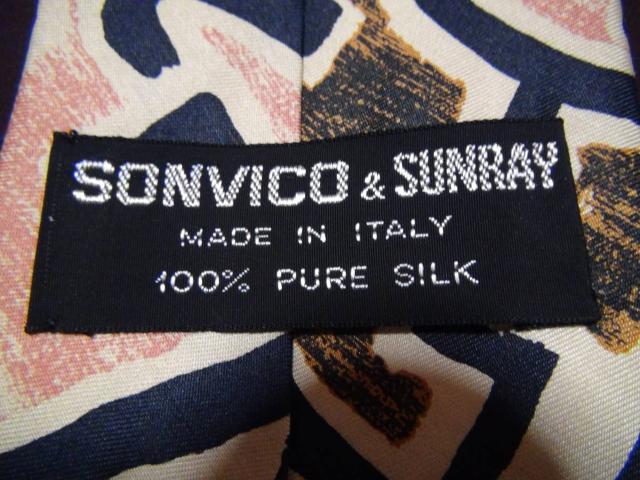 SONVICO & SUNRAY
MADE IN ITALY
100% PURE SILK